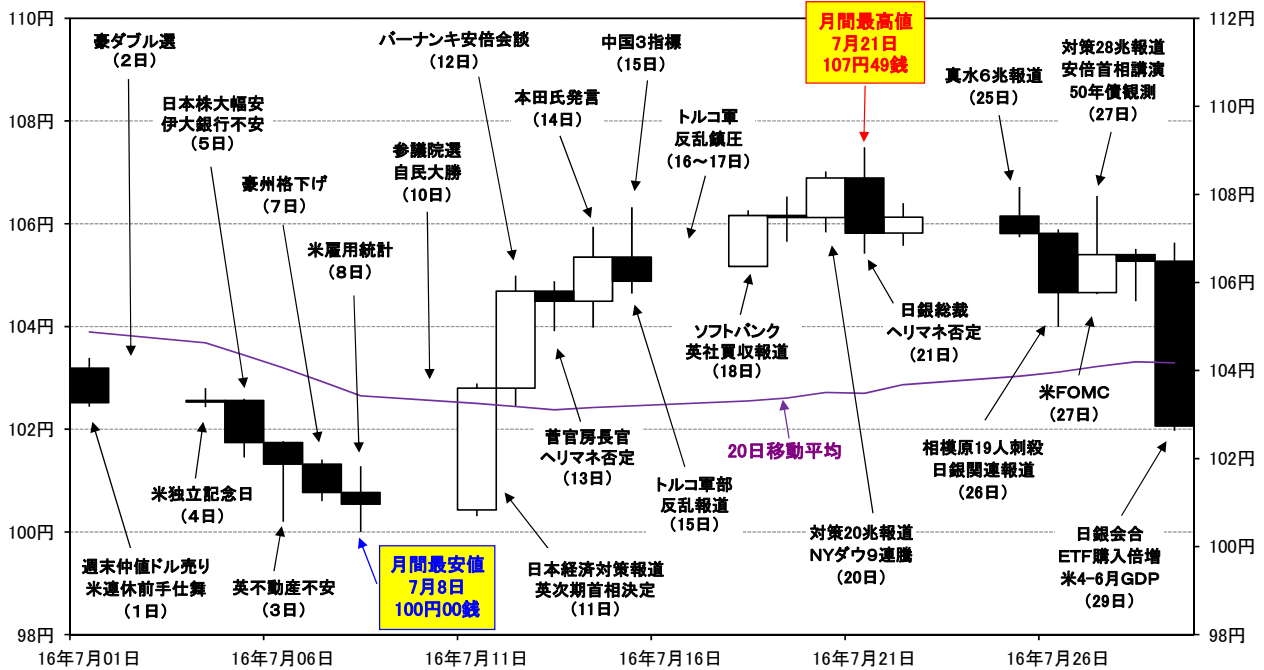 110円
108円
106円
104円
102円
100円
98円
112円
110円
108円
106円
104円
102円
100円
98円
16年7月01日
16年7月06日
16年7月11日
16年7月16日
16年7月21日
16年7月26日
豪ダブル選
(2日)
日本株大幅安
伊大銀行不安
(5日)
豪州格下げ
(7日)
米雇用統計
(8日)
参議院選
自民大勝
(10日)
バーナンキ安倍会談
(12日)
本田氏発言
(14日)
中国3指標
(15日)
トルコ軍
反乱鎮圧
(16~17日)
月間最高値
7月21日
107円49銭
真水6兆報道
(25日)
対策28兆報道
安倍首相講演
50年債観測
(27日)
週末仲値ドル売り
米連休前手仕舞
(1日)
米独立記念日
(4日)
英不動産不安
(3日)
月間最安値
7月8日
100円00銭
日本経済対策報道
英次期首相決定
(11日)
菅官房長官
ヘリマネ否定
(13日)
トルコ軍部
反乱報道
(15日)
ソフトバンク
英社買収報道
(18日)
20日移動平均
対策20兆報道
NYダウ9連騰
(20日)
日銀総裁
ヘリマネ否定
(21日)
相模原19人刺殺
日銀関連報道
(26日)
米FOMC
(27日)
日銀会合
ETF購入倍増
米4-6月GDP
(29日)